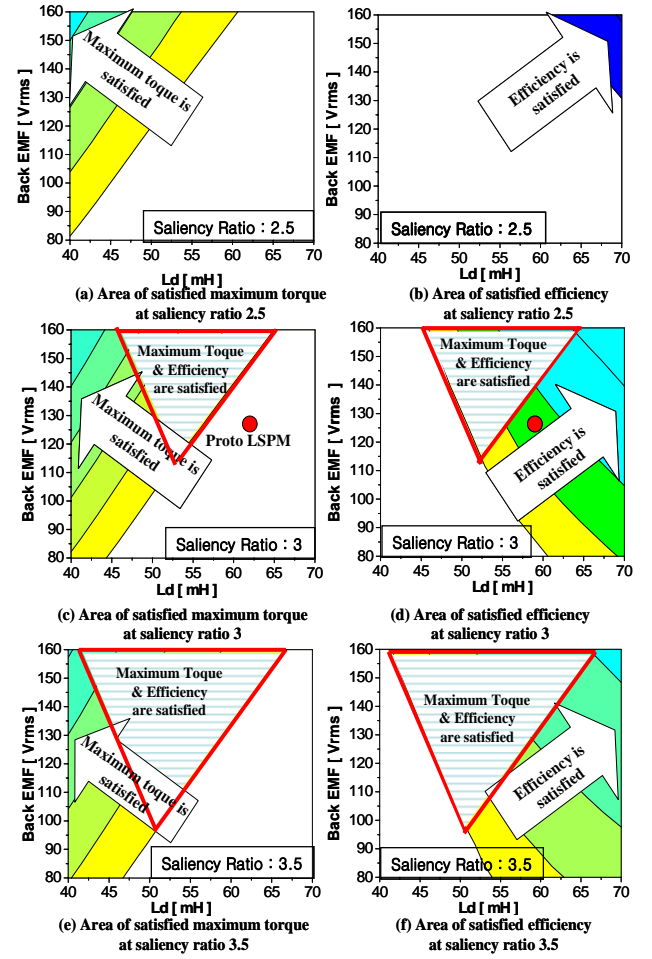 160
150
140
130
120
110
100
90
80
Back EMF [ Vrms ]
Maximum toque is
satisfied
Saliency Ratio : 2.5
40 45 50 55 60 65 70
Ld [ mH ]
(a) Area of satisfied maximum torque
at saliency ratio 2.5
160
150
140
130
120
110
100
90
80
Back EMF [ Vrms ]
Efficiency is
satisfied
Saliency Ratio : 2.5
40 45 50 55 60 65 70
Ld [ mH ]
(b) Area of satisfied efficiency
at saliency ratio 2.5
160
150
140
130
120
110
100
90
80
Back EMF [ Vrms ]
Maximum Toque
& Efficiency
are satisfied
Maximum toque is
satisfied
Proto LSPM
Saliency Ratio : 3
40 45 50 55 60 65 70
Ld [ mH ]
(c) Area of satisfied maximum torque
at saliency ratio 3
160
150
140
130
120
110
100
90
80
Back EMF [ Vrms ]
Maximum Toque
& Efficiency
are satisfied
Efficiency is
satisfied
Saliency Ratio : 3
40 45 50 55 60 65 70
Ld [ mH ]
(d) Area of satisfied efficiency
at saliency ratio 3
160
150
140
130
120
110
100
90
80
Back EMF [ Vrms ]
Maximum Toque
& Efficiency
are satisfied
Maximum toque is
satisfied
Saliency Ratio : 3.5
40 45 50 55 60 65 70
Ld [ mH ]
(e) Area of satisfied maximum torque
at saliency ratio 3.5
160
150
140
130
120
110
100
90
80
Back EMF [ Vrms ]
Maximum Toque
& Efficiency
are satisfied
Efficiency is
satisfied
Saliency Ratio : 3.5
40 45 50 55 60 65 70
Ld [ mH ]
(f) Area of satisfied efficiency
at saliency ratio 3.5